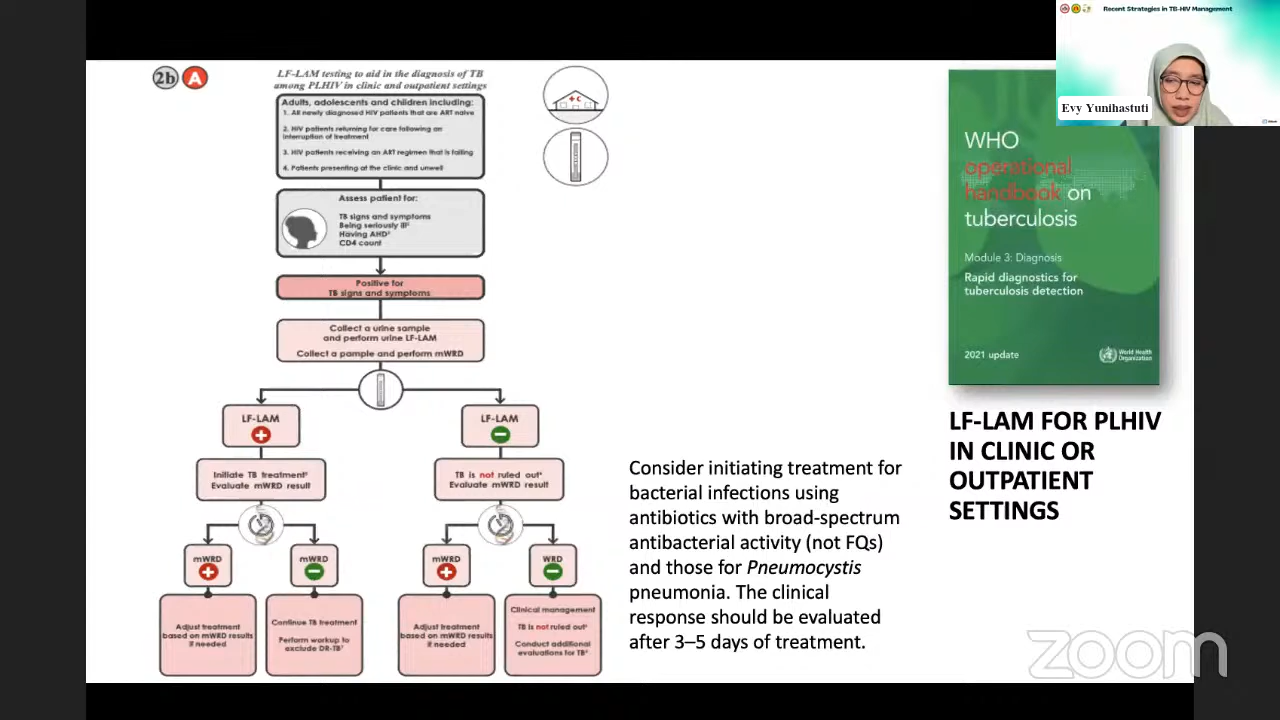 Recent Strategies in TB-HIV Management
Evy Yunihastuti
2b A
LF-LAM testing to aid in the diagnosis of TB
among PLHIV in clinic and outpatient settings
Adults, adolescents and children including:
1. All newly diagnosed HIV patients that are ART naive
2. HIV patients returning for care following an
interruption of treatment
3. HIV patients receiving an ART regimen that is failing
4. Patients presenting at the clinic and unwell
Assess patient for:
TB signs and symptoms
Being seriously ill
Having AHD
CD4 count
Positive for
TB signs and symptoms
Collect a urine sample
and perform urine LF-LAM
Collect a pample and perform mWRD
LF-LAM
LF-LAM
Initiate TB treatment
Evaluate mWRD result
TB is not ruled out
Evaluate mWRD result
mWRD
mWRD
mWRD
WRD
Adjust treatment
based on mWRD results
if needed
Continue TB treatment
Perform workup to
exclude DR-TB
Adjust treatment
based on mWRD results
if needed
Clinical management
TB is not ruled out
Conduct additional
evaluations for TB
Consider initiating treatment for
bacterial infections using
antibiotics with broad-spectrum
antibacterial activity (not FQs)
and those for Pneumocystis
pneumonia. The clinical
response should be evaluated
after 3–5 days of treatment.
WHO
operational
handbook on
tuberculosis
Module 3: Diagnosis
Rapid diagnostics for
tuberculosis detection
2021 update
World Health
Organization
LF-LAM FOR PLHIV
IN CLINIC OR
OUTPATIENT
SETTINGS
zoom